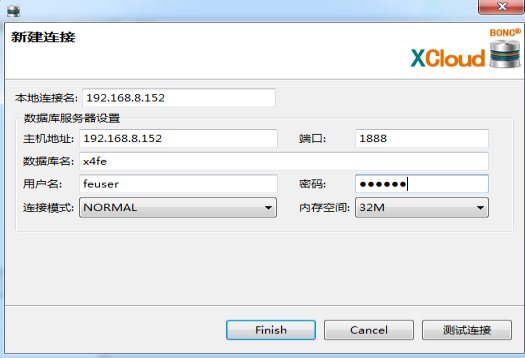 新建连接
BONC®
XCloud
本地连接名: 192.168.8.152
数据库服务器设置
主机地址: 192.168.8.152 端口: 1888
数据库名: x4fe
用户名: feuser 密码: ●●●●●●
连接模式: NORMAL 内存空间: 32M
Finish Cancel 测试连接